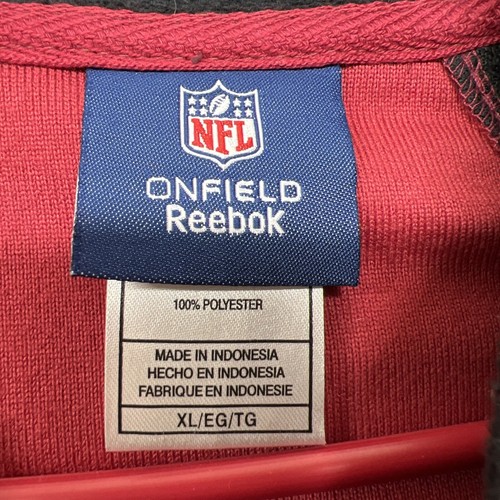 NFL
ONFIELD
Reebok
100% POLYESTER
MADE IN INDONESIA
HECHO EN INDONESIA
FABRIQUE EN INDONESIE
XL/EG/TG